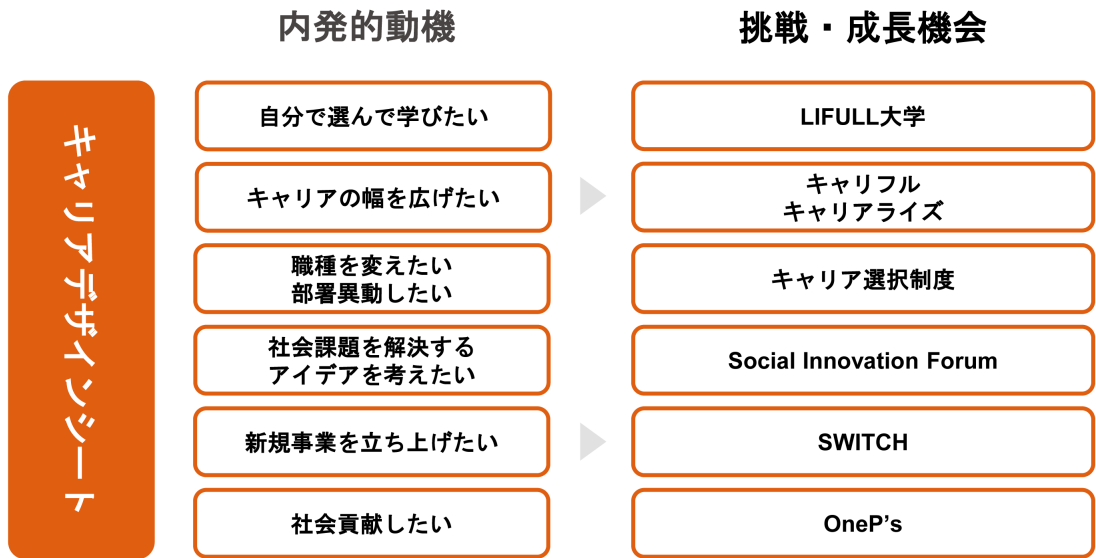 内発的動機
挑戦・成長機会
キャリアデザインシート
自分で選んで学びたい
LIFULL大学
キャリアの幅を広げたい
キャリフル
キャリアライズ
職種を変えたい
部署異動したい
キャリア選択制度
社会課題を解決する
アイデアを考えたい
Social Innovation Forum
新規事業を立ち上げたい
SWITCH
社会貢献したい
OneP’s